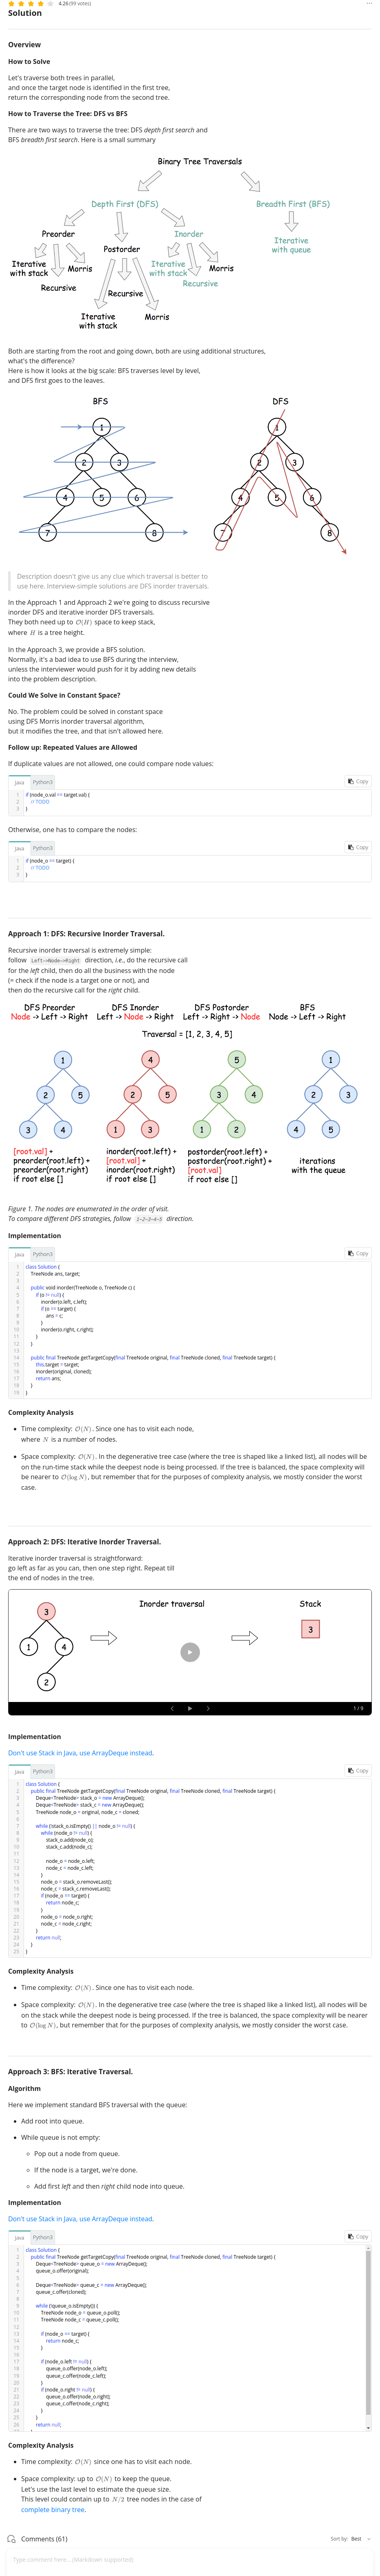 4.26 (99 votes)
Solution
Overview
How to Solve
Let's traverse both trees in parallel,
and once the target node is identified in the first tree,
return the corresponding node from the second tree.
How to Traverse the Tree: DFS vs BFS
There are two ways to traverse the tree: DFS depth first search and
BFS breadth first search. Here is a small summary
Binary Tree Traversals
Depth First (DFS)
Breadth First (BFS)
Preorder
Postorder
Inorder
Iterative
with queue
Iterative
with stack
Recursive
Morris
Iterative
with stack
Recursive
Morris
Iterative
with stack
Recursive
Morris
Both are starting from the root and going down, both are using additional structures,
what's the difference?
Here is how it looks at the big scale: BFS traverses level by level,
and DFS first goes to the leaves.
BFS
DFS
1
2 3
4 5 6
7 8
1
2 3
4 5 6
7 8
Description doesn't give us any clue which traversal is better to
use here. Interview-simple solutions are DFS inorder traversals.
In the Approach 1 and Approach 2 we're going to discuss recursive
inorder DFS and iterative inorder DFS traversals.
They both need up to O(H) space to keep stack,
where H is a tree height.
In the Approach 3, we provide a BFS solution.
Normally, it's a bad idea to use BFS during the interview,
unless the interviewer would push for it by adding new details
into the problem description.
Could We Solve in Constant Space?
No. The problem could be solved in constant space
using DFS Morris inorder traversal algorithm,
but it modifies the tree, and that isn't allowed here.
Follow up: Repeated Values are Allowed
If duplicate values are not allowed, one could compare node values:
Java Python3 Copy
1 if (node_o.val == target.val) {
2 // TODO
3 }
Otherwise, one has to compare the nodes:
Java Python3 Copy
1 if (node_o == target) {
2 // TODO
3 }
Approach 1: DFS: Recursive Inorder Traversal.
Recursive inorder traversal is extremely simple:
follow Left->Node->Right direction, i.e., do the recursive call
for the left child, then do all the business with the node
(= check if the node is a target one or not), and
then do the recursive call for the right child.
DFS Preorder
Node -> Left -> Right
DFS Inorder
Left -> Node -> Right
DFS Postorder
Left -> Right -> Node
BFS
Node -> Left -> Right
Traversal = [1, 2, 3, 4, 5]
1
2 5
3 4
4
2 5
1 3
5
3 4
1 2
1
2 3
4 5
[root.val] +
preorder(root.left) +
preorder(root.right)
if root else []
inorder(root.left) +
[root.val] +
inorder(root.right)
if root else []
postorder(root.left) +
postorder(root.right) +
[root.val]
if root else []
iterations
with the queue
Figure 1. The nodes are enumerated in the order of visit.
To compare different DFS strategies, follow 1-2-3-4-5 direction.
Implementation
Java Python3 Copy
1 class Solution {
2 TreeNode ans, target;
3
4 public void inorder(TreeNode o, TreeNode c) {
5 if (o != null) {
6 inorder(o.left, c.left);
7 if (o == target) {
8 ans = c;
9 }
10 inorder(o.right, c.right);
11 }
12 }
13
14 public final TreeNode getTargetCopy(final TreeNode original, final TreeNode cloned, final TreeNode target) {
15 this.target = target;
16 inorder(original, cloned);
17 return ans;
18 }
19 }
Complexity Analysis
• Time complexity: O(N). Since one has to visit each node,
where N is a number of nodes.
• Space complexity: O(N). In the degenerative tree case (where the tree is shaped like a linked list), all nodes will be
on the run-time stack while the deepest node is being processed. If the tree is balanced, the space complexity will
be nearer to O(log N), but remember that for the purposes of complexity analysis, we mostly consider the worst
case.
Approach 2: DFS: Iterative Inorder Traversal.
Iterative inorder traversal is straightforward:
go left as far as you can, then one step right. Repeat till
the end of nodes in the tree.
Inorder traversal
Stack
3
1 4
2
3
1 / 9
Implementation
Don't use Stack in Java, use ArrayDeque instead.
Java Python3 Copy
1 class Solution {
2 public final TreeNode getTargetCopy(final TreeNode original, final TreeNode cloned, final TreeNode target) {
3 Deque<TreeNode> stack_o = new ArrayDeque();
4 Deque<TreeNode> stack_c = new ArrayDeque();
5 TreeNode node_o = original, node_c = cloned;
6
7 while (!stack_o.isEmpty() || node_o != null) {
8 while (node_o != null) {
9 stack_o.add(node_o);
10 stack_c.add(node_c);
11
12 node_o = node_o.left;
13 node_c = node_c.left;
14 }
15 node_o = stack_o.removeLast();
16 node_c = stack_c.removeLast();
17 if (node_o == target) {
18 return node_c;
19 }
20 node_o = node_o.right;
21 node_c = node_c.right;
22 }
23 return null;
24 }
25 }
Complexity Analysis
• Time complexity: O(N). Since one has to visit each node.
• Space complexity: O(N). In the degenerative tree case (where the tree is shaped like a linked list), all nodes will be
on the stack while the deepest node is being processed. If the tree is balanced, the space complexity will be nearer
to O(log N), but remember that for the purposes of complexity analysis, we mostly consider the worst case.
Approach 3: BFS: Iterative Traversal.
Algorithm
Here we implement standard BFS traversal with the queue:
• Add root into queue.
• While queue is not empty:
◦ Pop out a node from queue.
◦ If the node is a target, we're done.
◦ Add first left and then right child node into queue.
Implementation
Don't use Stack in Java, use ArrayDeque instead.
Java Python3 Copy
1 class Solution {
2 public final TreeNode getTargetCopy(final TreeNode original, final TreeNode cloned, final TreeNode target) {
3 Deque<TreeNode> queue_o = new ArrayDeque();
4 queue_o.offer(original);
5
6 Deque<TreeNode> queue_c = new ArrayDeque();
7 queue_c.offer(cloned);
8
9 while (!queue_o.isEmpty()) {
10 TreeNode node_o = queue_o.poll();
11 TreeNode node_c = queue_c.poll();
12
13 if (node_o == target) {
14 return node_c;
15 }
16
17 if (node_o.left != null) {
18 queue_o.offer(node_o.left);
19 queue_c.offer(node_c.left);
20 }
21 if (node_o.right != null) {
22 queue_o.offer(node_o.right);
23 queue_c.offer(node_c.right);
24 }
25 }
26 return null;
Complexity Analysis
• Time complexity: O(N) since one has to visit each node.
• Space complexity: up to O(N) to keep the queue.
Let's use the last level to estimate the queue size.
This level could contain up to N/2 tree nodes in the case of
complete binary tree.
Comments (61)
Sort by: Best
Type comment here... (Markdown supported)